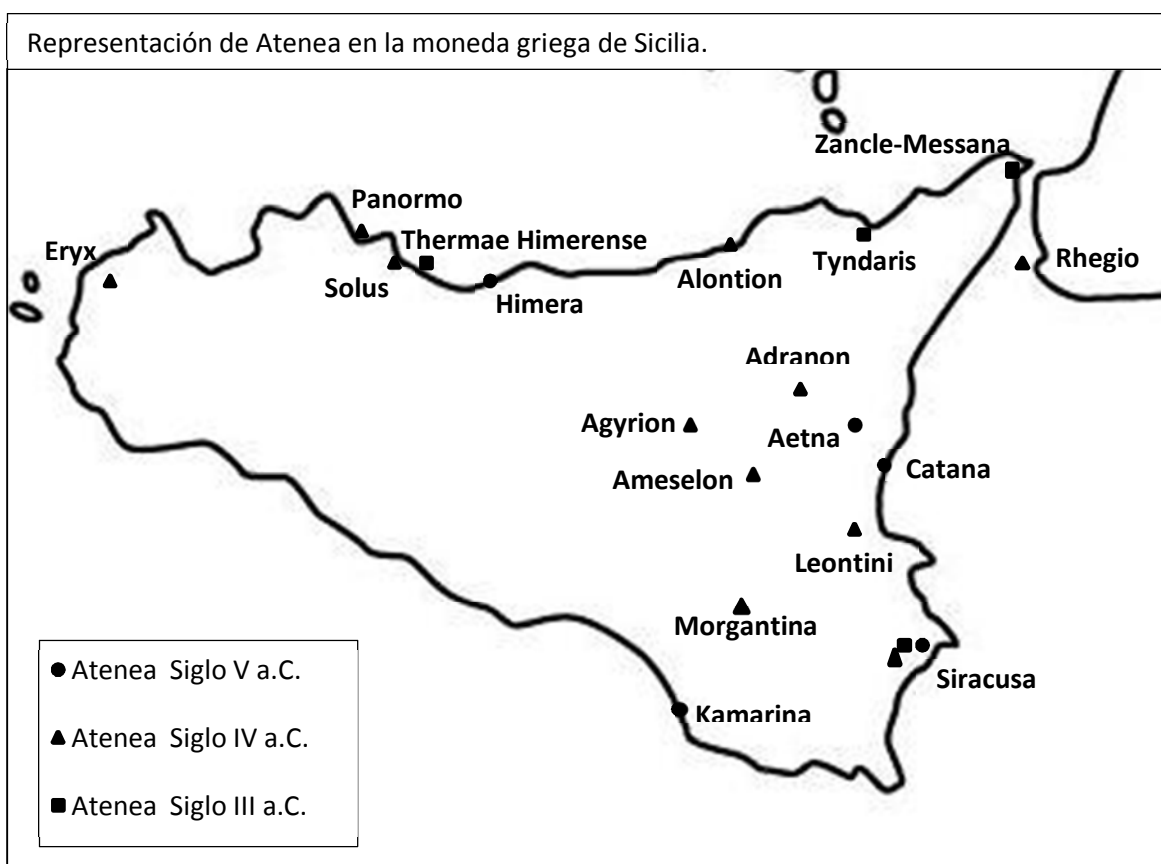 Representación de Atenea en la moneda griega de Sicilia.
Zancle-Messana
Panormo
Eryx
Thermae Himerense
Solus
Himera
Alontion
Tyndaris
Rhegio
Adranon
Agyrion
Aetna
Ameselon
Catana
Leontini
Morgantina
Siracusa
Kamarina
Atenea Siglo V a.C.
Atenea Siglo IV a.C.
Atenea Siglo III a.C.